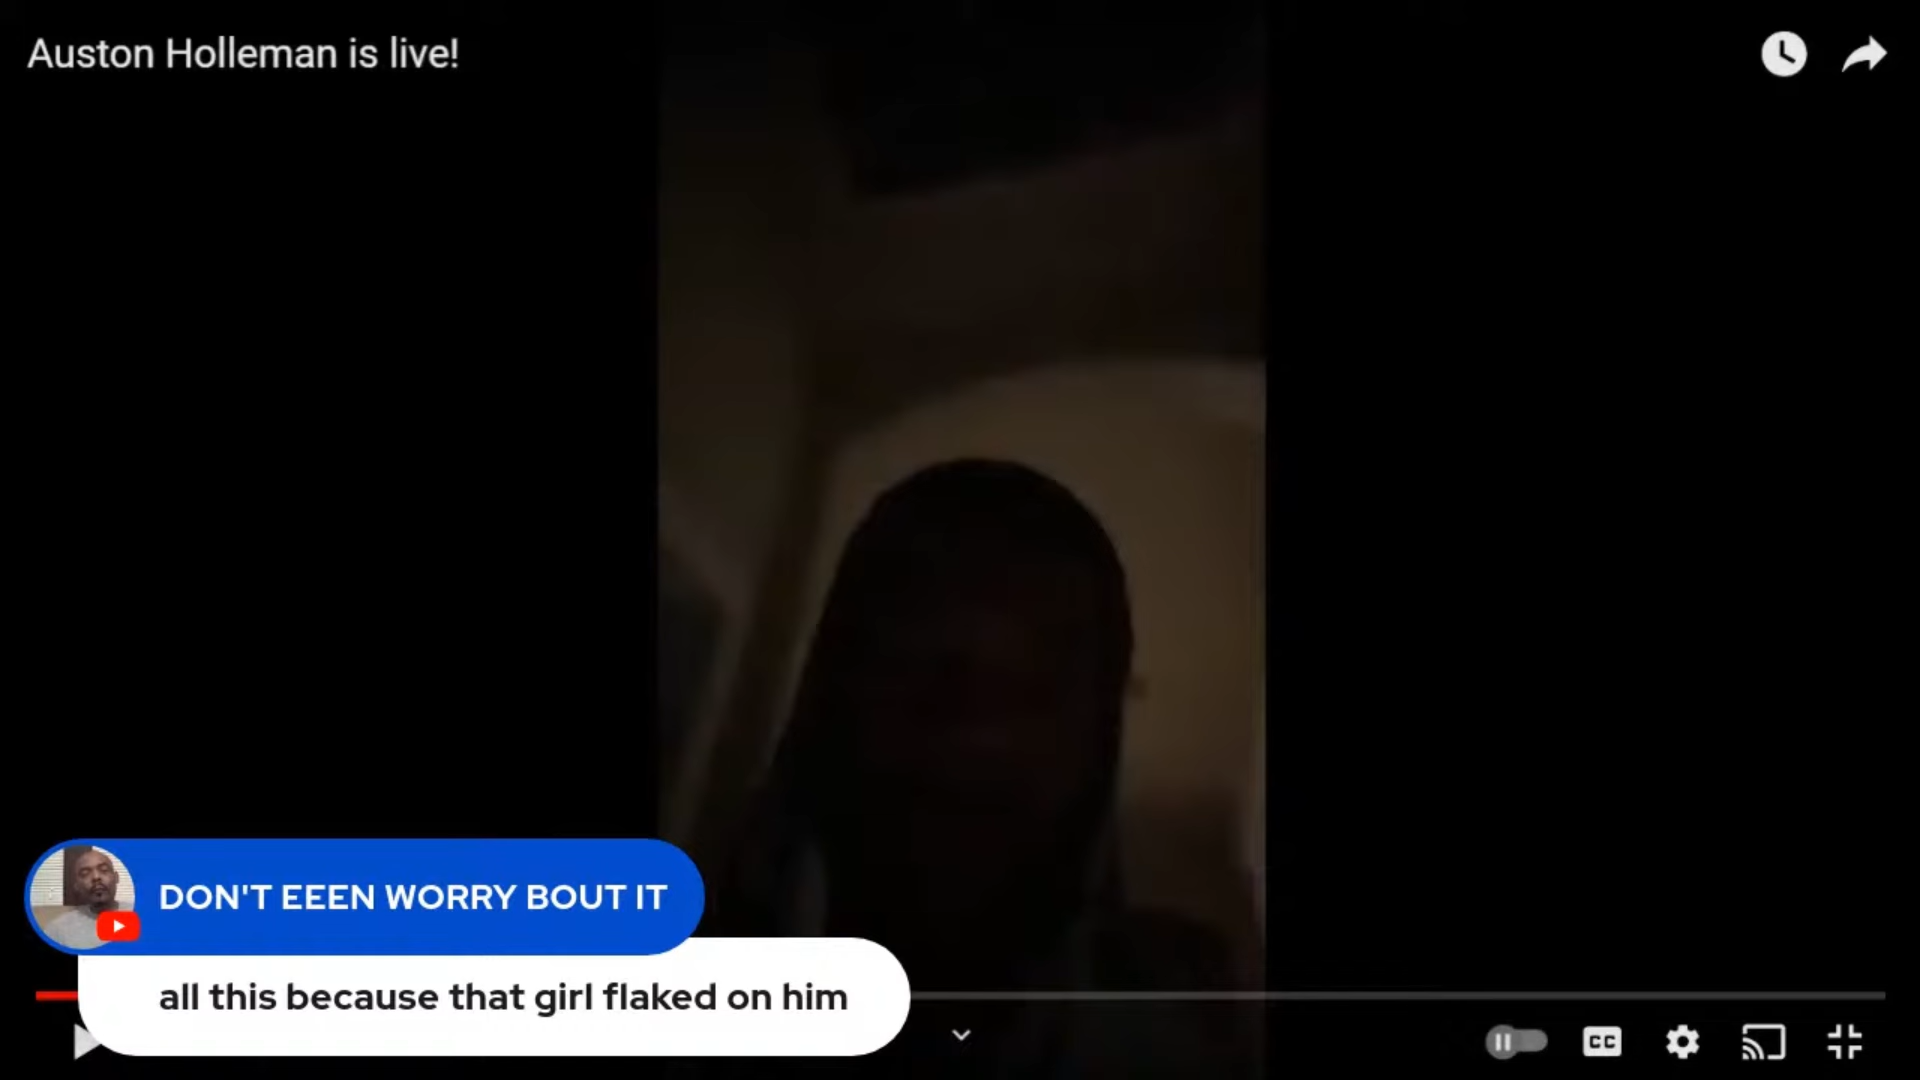 Auston Holleman is live!
DON'T EEEN WORRY BOUT IT
all this because that girl flaked on him
CC